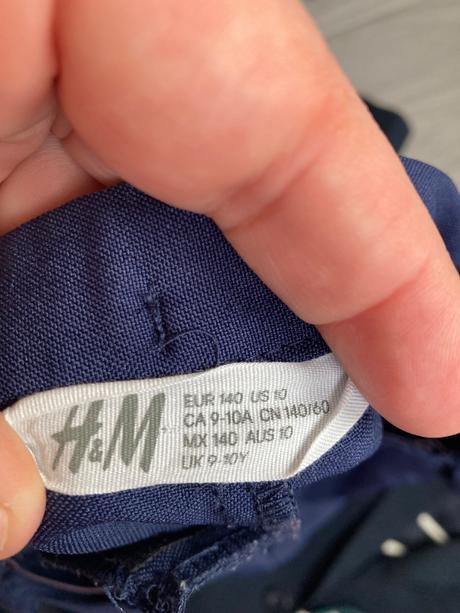 H&M
EUR 140 US 10
CA 9-10A CN 140/60
MX 140 AUS 10
UK 9-10Y